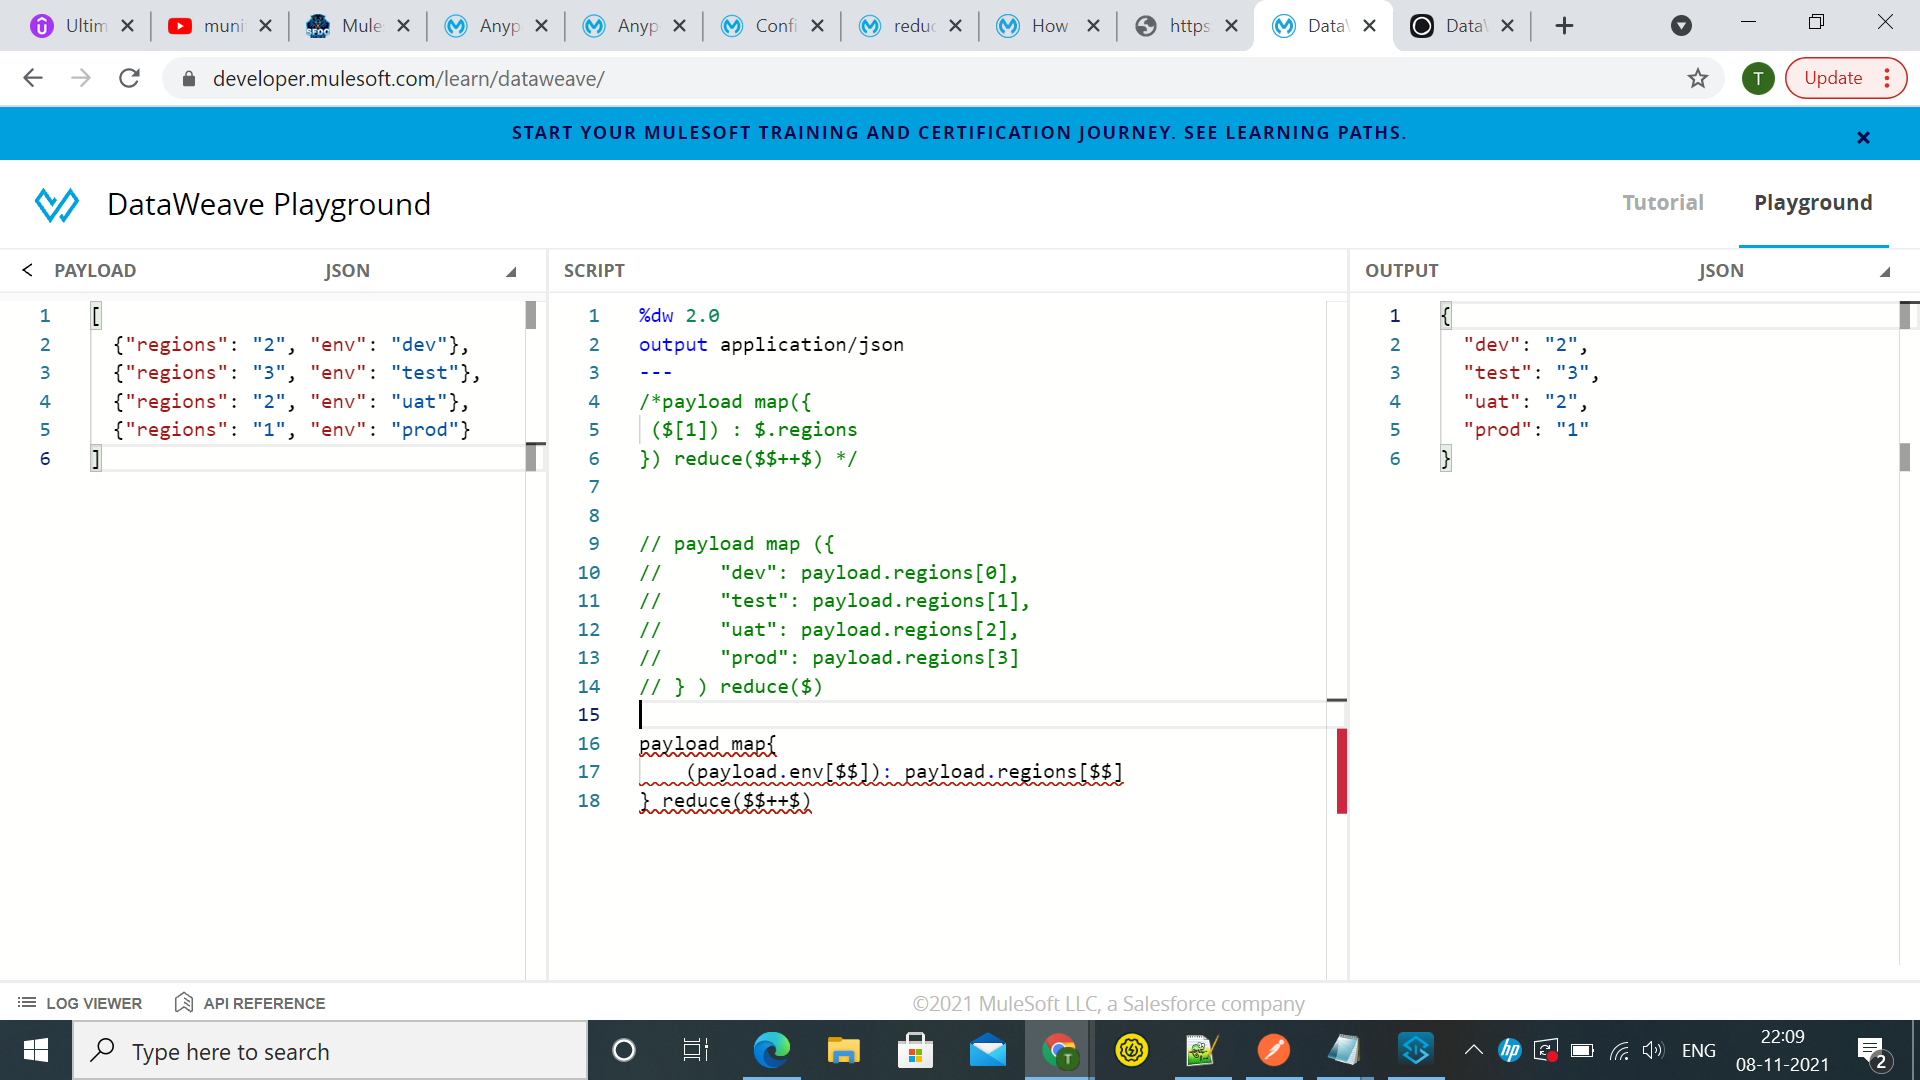 Ultim
muni
Mule
Anyp
Anyp
Confi
reduc
How
https
Data
Data
developer.mulesoft.com/learn/dataweave/
T
Update
START YOUR MULESOFT TRAINING AND CERTIFICATION JOURNEY. SEE LEARNING PATHS.
DataWeave Playground
Tutorial
Playground
PAYLOAD
JSON
1 [
2 {"regions": "2", "env": "dev"},
3 {"regions": "3", "env": "test"},
4 {"regions": "2", "env": "uat"},
5 {"regions": "1", "env": "prod"}
6 ]
SCRIPT
1 %dw 2.0
2 output application/json
3 ---
4 /*payload map({
5 ($[1]) : $.regions
6 }) reduce($$++$) */
7
8
9 // payload map ({
10 // "dev": payload.regions[0],
11 // "test": payload.regions[1],
12 // "uat": payload.regions[2],
13 // "prod": payload.regions[3]
14 // } ) reduce($)
15
16 payload map{
17 (payload.env[$$]): payload.regions[$$]
18 } reduce($$++$)
OUTPUT
JSON
1 {
2 "dev": "2",
3 "test": "3",
4 "uat": "2",
5 "prod": "1"
6 }
LOG VIEWER
API REFERENCE
©2021 MuleSoft LLC, a Salesforce company
Type here to search
T
hp
ENG
22:09
08-11-2021
2